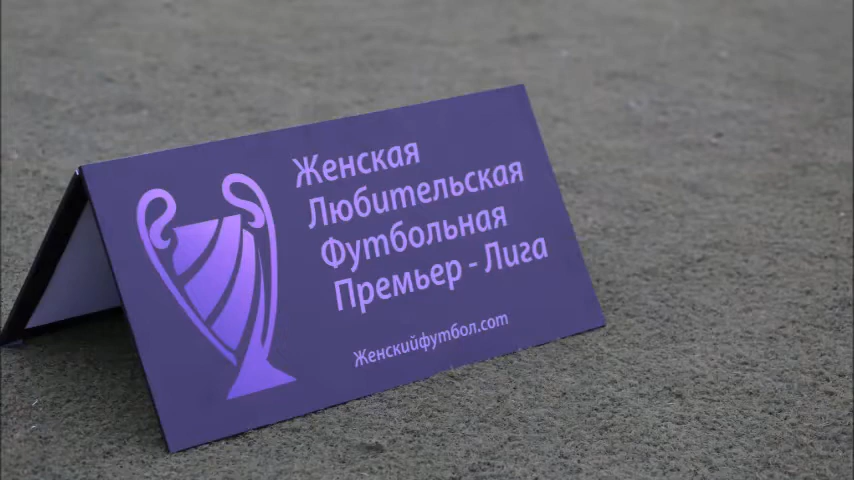 Женская
Любительская
Футбольная
Премьер - Лига
Женскийфутбол.com